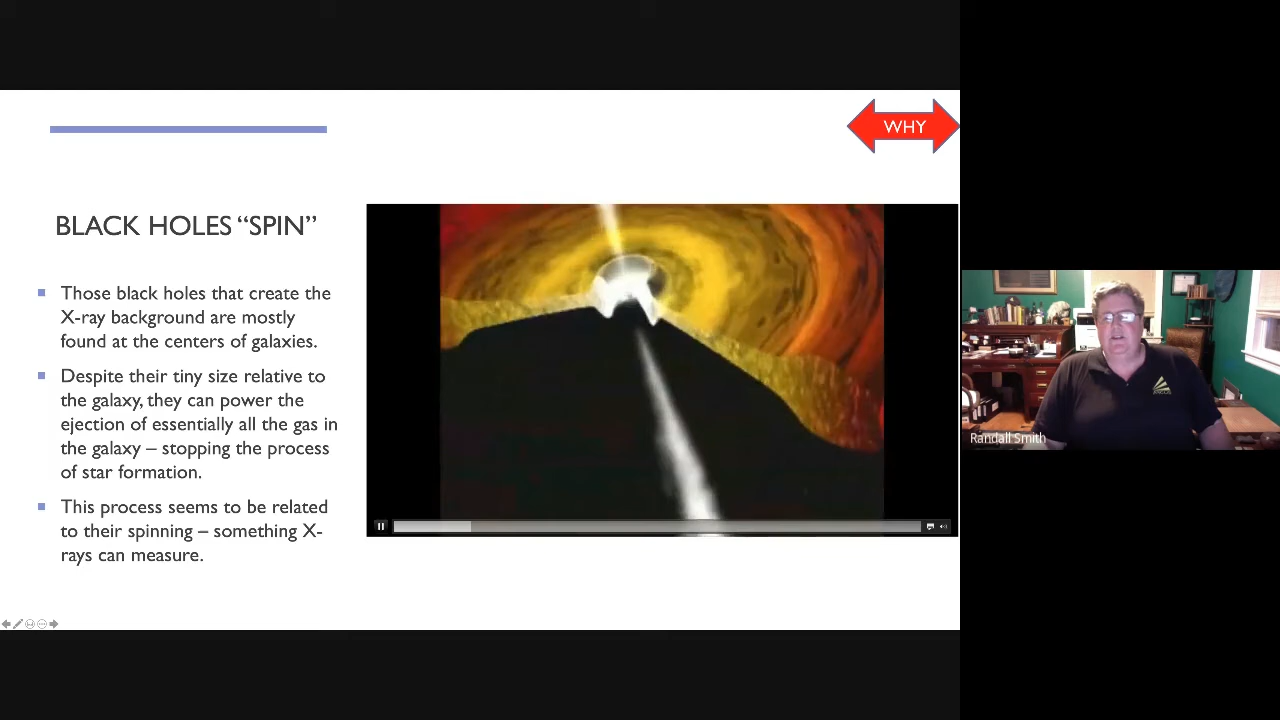 WHY
BLACK HOLES “SPIN”
Those black holes that create the
X-ray background are mostly
found at the centers of galaxies.
Despite their tiny size relative to
the galaxy, they can power the
ejection of essentially all the gas in
the galaxy – stopping the process
of star formation.
This process seems to be related
to their spinning – something X-
rays can measure.
Randall Smith